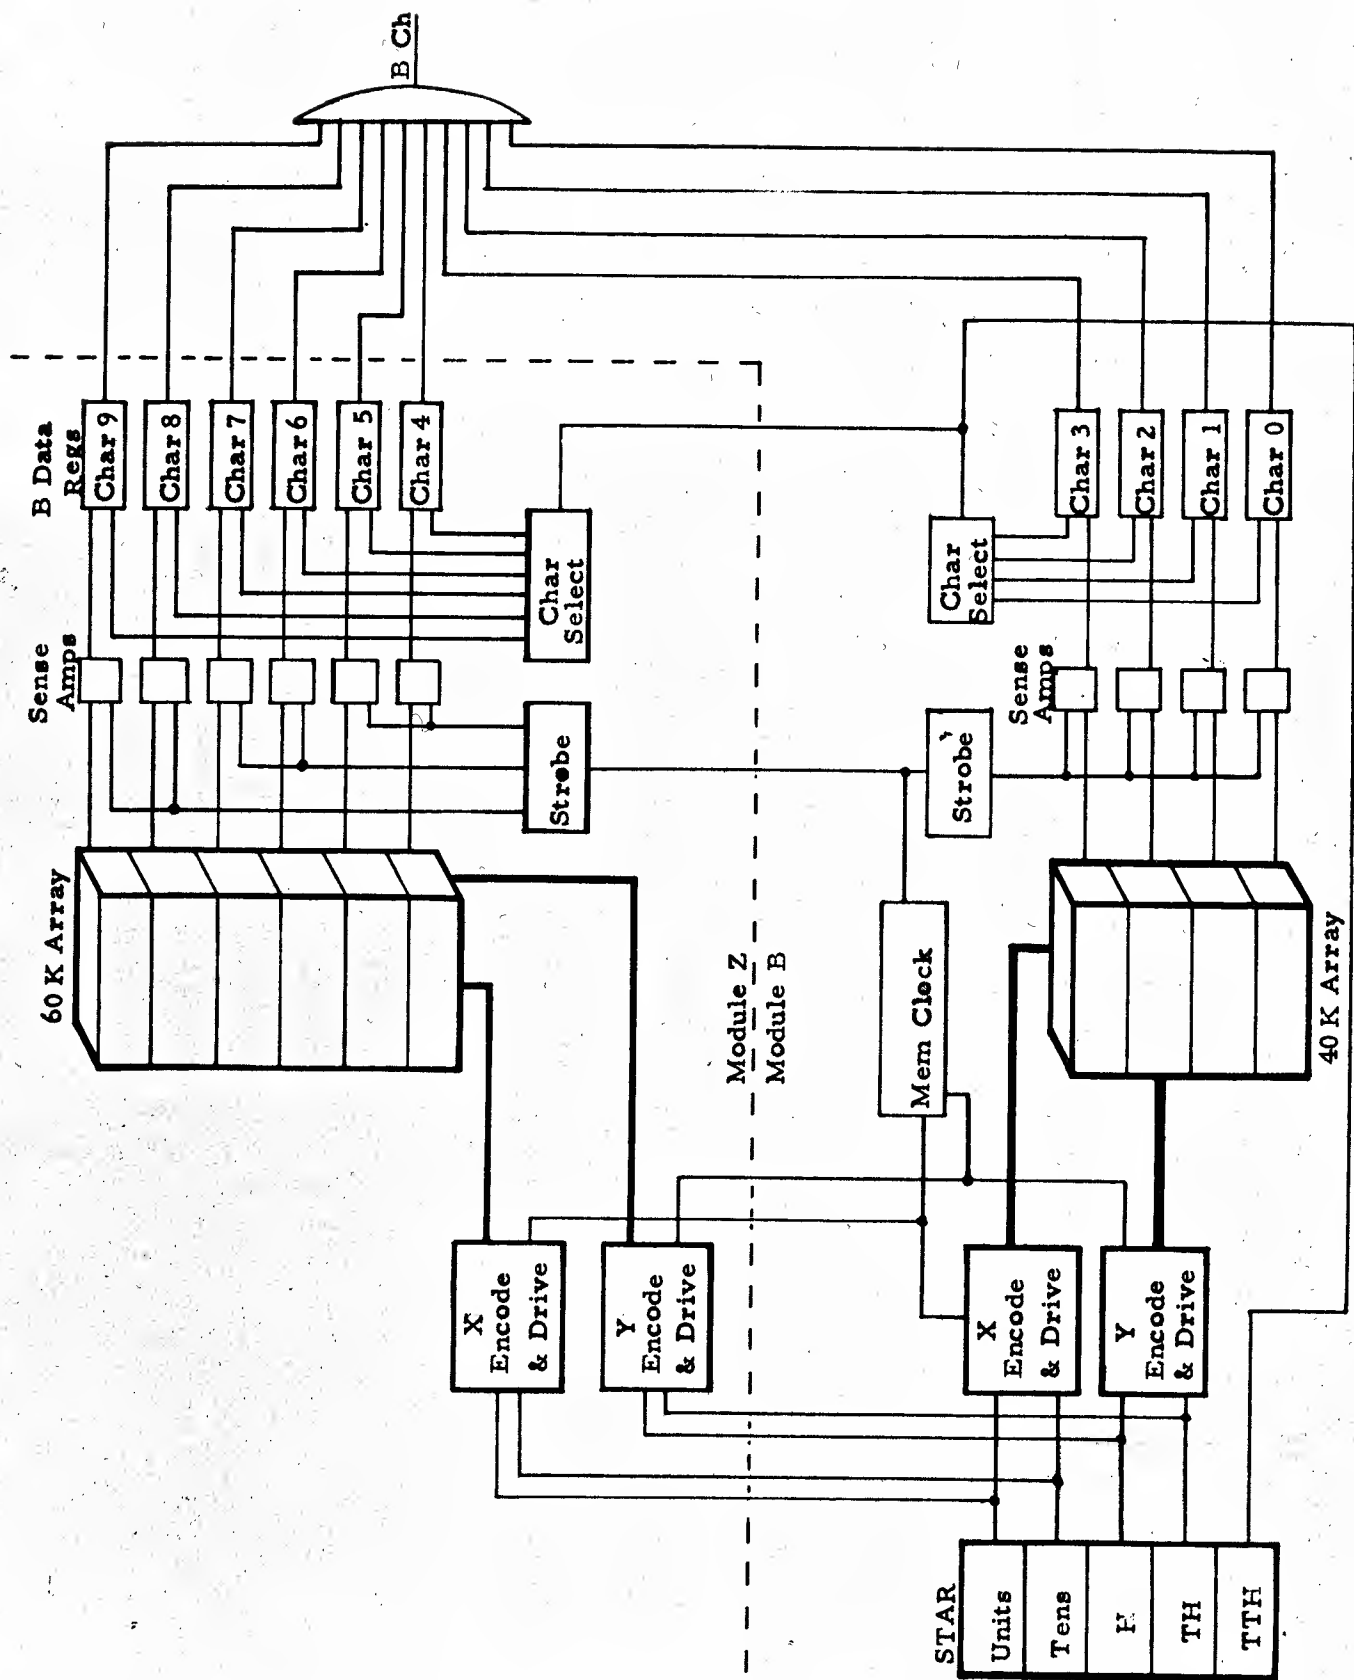 60 K Array
Sense
Amps
B Data
Regs
Char 9
Char 8
Char 7
Char 6
Char 5
Char 4
B Ch
Strobe
Char
Select
X
Encode
& Drive
Y
Encode
& Drive
Module Z
Module B
Mem Clock
Strobe
Char
Select
Sense
Amps
Char 3
Char 2
Char 1
Char 0
STAR
Units
Tens
H
TH
TTH
X
Encode
& Drive
Y
Encode
& Drive
40 K Array